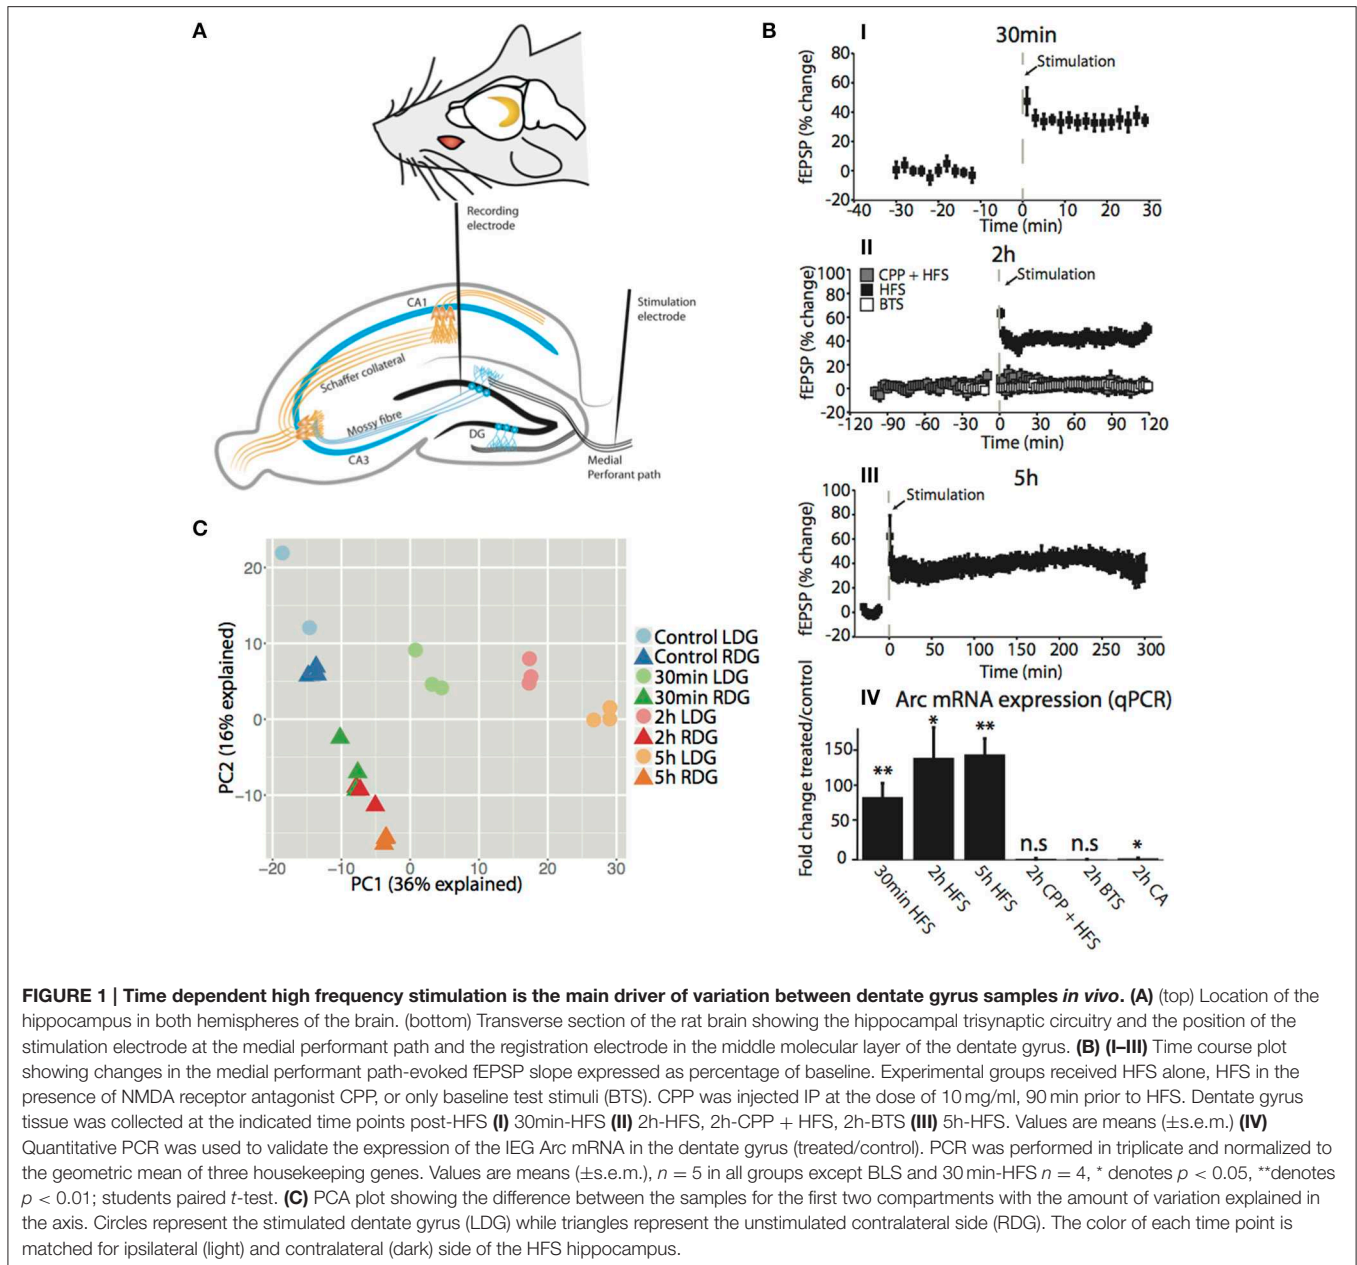 A
Recording
electrode
CA1
Stimulation
electrode
Schaffer collateral
Mossy fibre
DG
CA3
Medial
Perforant path
B
I
30min
Stimulation
fEPSP (% change)
80
60
40
20
0
-20
-40 -30 -20 -10 0 10 20 30
Time (min)
II
2h
CPP + HFS
HFS
BTS
Stimulation
fEPSP (% change)
100
80
60
40
20
0
-20
-120 -90 -60 -30 0 30 60 90 120
Time (min)
III
5h
Stimulation
fEPSP (% change)
100
80
60
40
20
0
-20
0 50 100 150 200 250 300
Time (min)
IV Arc mRNA expression (qPCR)
Fold change treated/control
150
100
50
0
** * ** n.s n.s *
30min HFS
2h HFS
5h HFS
2h CPP + HFS
2h BTS
2h CA
C
PC2 (16% explained)
20
10
0
−10
−20 −10 0 10 20 30
PC1 (36% explained)
Control LDG
Control RDG
30min LDG
30min RDG
2h LDG
2h RDG
5h LDG
5h RDG
FIGURE 1 | Time dependent high frequency stimulation is the main driver of variation between dentate gyrus samples in vivo. (A) (top) Location of the
hippocampus in both hemispheres of the brain. (bottom) Transverse section of the rat brain showing the hippocampal trisynaptic circuitry and the position of the
stimulation electrode at the medial performant path and the registration electrode in the middle molecular layer of the dentate gyrus. (B) (I–III) Time course plot
showing changes in the medial performant path-evoked fEPSP slope expressed as percentage of baseline. Experimental groups received HFS alone, HFS in the
presence of NMDA receptor antagonist CPP, or only baseline test stimuli (BTS). CPP was injected IP at the dose of 10 mg/ml, 90 min prior to HFS. Dentate gyrus
tissue was collected at the indicated time points post-HFS (I) 30min-HFS (II) 2h-HFS, 2h-CPP + HFS, 2h-BTS (III) 5h-HFS. Values are means (±s.e.m.) (IV)
Quantitative PCR was used to validate the expression of the IEG Arc mRNA in the dentate gyrus (treated/control). PCR was performed in triplicate and normalized to
the geometric mean of three housekeeping genes. Values are means (±s.e.m.), n = 5 in all groups except BLS and 30 min-HFS n = 4, * denotes p < 0.05, **denotes
p < 0.01; students paired t-test. (C) PCA plot showing the difference between the samples for the first two compartments with the amount of variation explained in
the axis. Circles represent the stimulated dentate gyrus (LDG) while triangles represent the unstimulated contralateral side (RDG). The color of each time point is
matched for ipsilateral (light) and contralateral (dark) side of the HFS hippocampus.